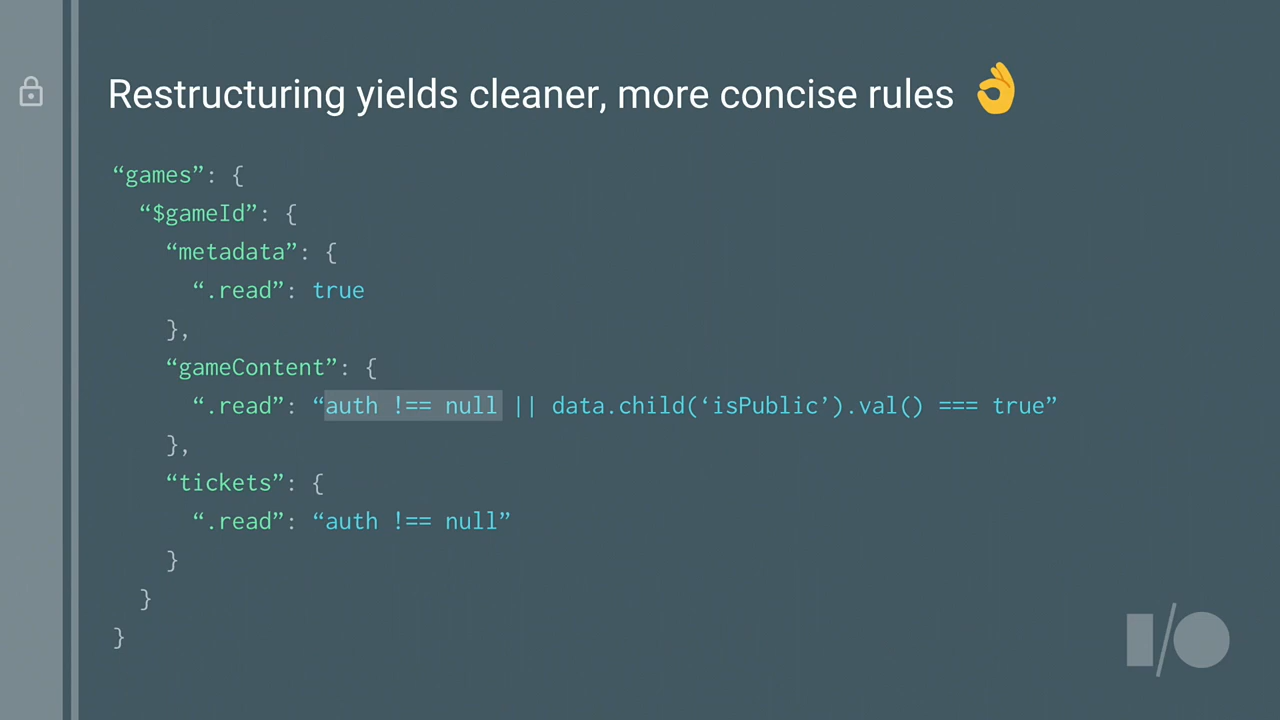 Restructuring yields cleaner, more concise rules 👌
“games”: {
“$gameId”: {
“metadata”: {
“.read”: true
},
“gameContent”: {
“.read”: “auth !== null || data.child(‘isPublic’).val() === true”
},
“tickets”: {
“.read”: “auth !== null”
}
}
}
I/O